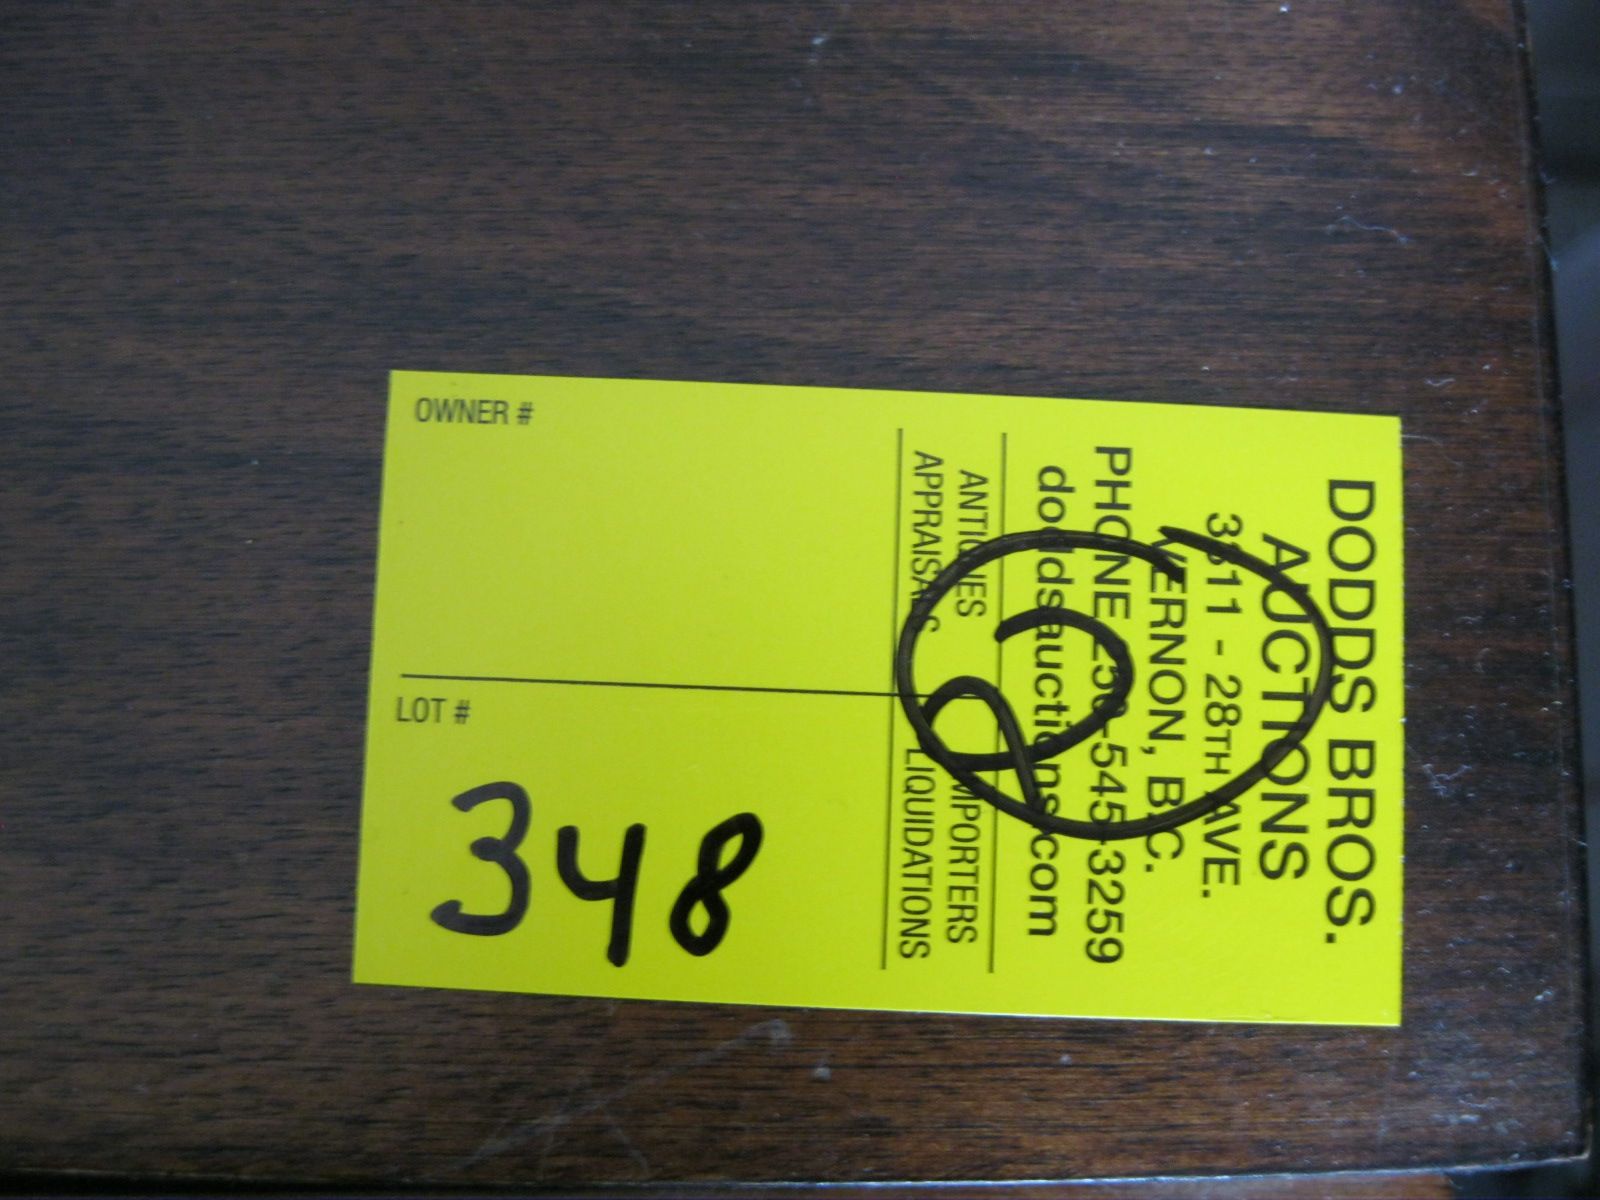 DODDS BROS.
AUCTIONS
3311 - 28TH AVE.
VERNON, B.C.
PHONE 250-545-3259
doddsauctions.com
ANTIQUES IMPORTERS
APPRAISALS LIQUIDATIONS
2
OWNER #
LOT #
348